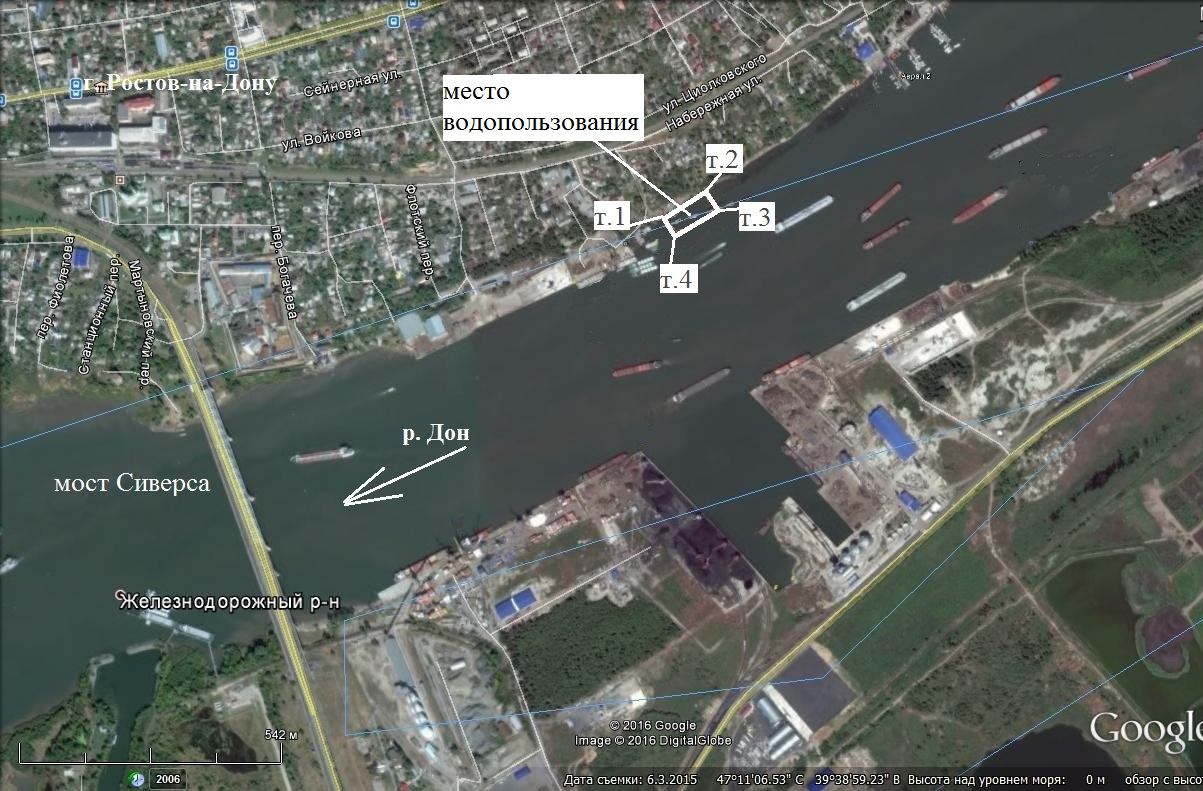 г. Ростов-на-Дону
Сейнерная ул.
ул. Войкова
место
водопользования
ул. Циолковского
Набережная ул.
т.1
т.2
т.3
т.4
Флотский пер.
пер. Богачева
пер. Фиолетова
Станционный пер.
Мартыновский пер.
р. Дон
мост Сиверса
Железнодорожный р-н
542 м
2006
© 2016 Google
Image © 2016 DigitalGlobe
Google
Дата съемки: 6.3.2015 47°11'06.53" С 39°38'59.23" В Высота над уровнем моря: 0 м обзор с высо